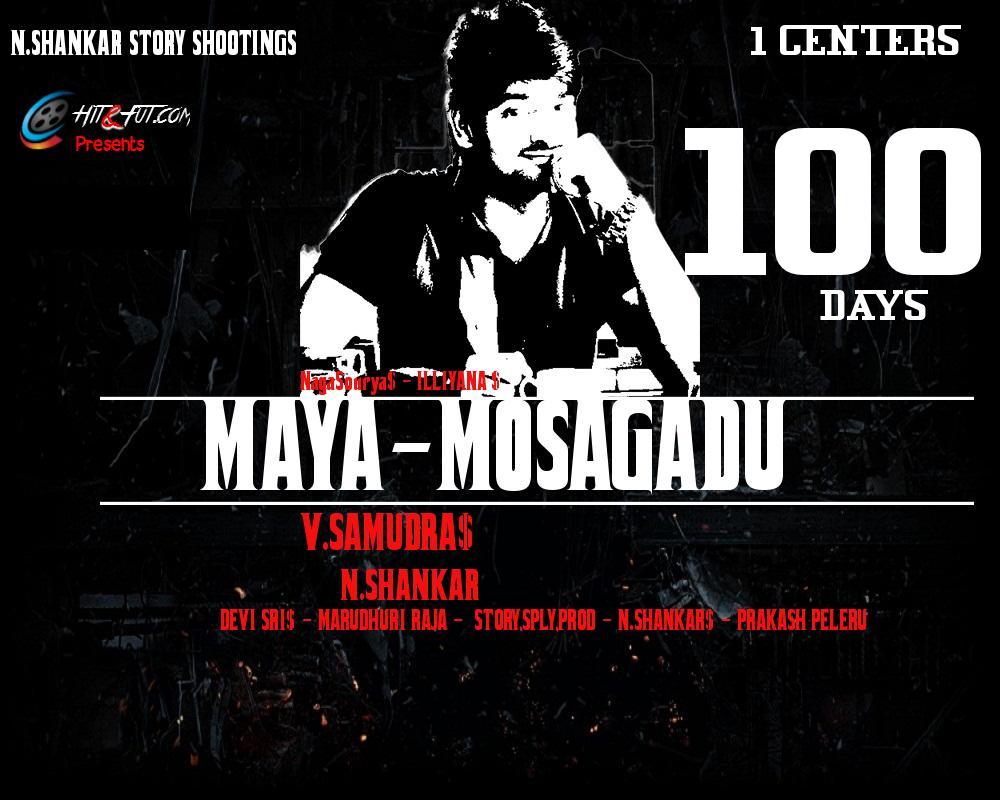 N.SHANKAR STORY SHOOTINGS
1 CENTERS
HIT&FUT.COM
Presents
100
DAYS
NagaSourya$ - ILLIYANA $
MAYA - MOSAGADU
V.SAMUDRA$
N.SHANKAR
DEVI SRI$ - MARUDHURI RAJA - STORY,SPLY,PROD - N.SHANKAR$ - PRAKASH PELERU